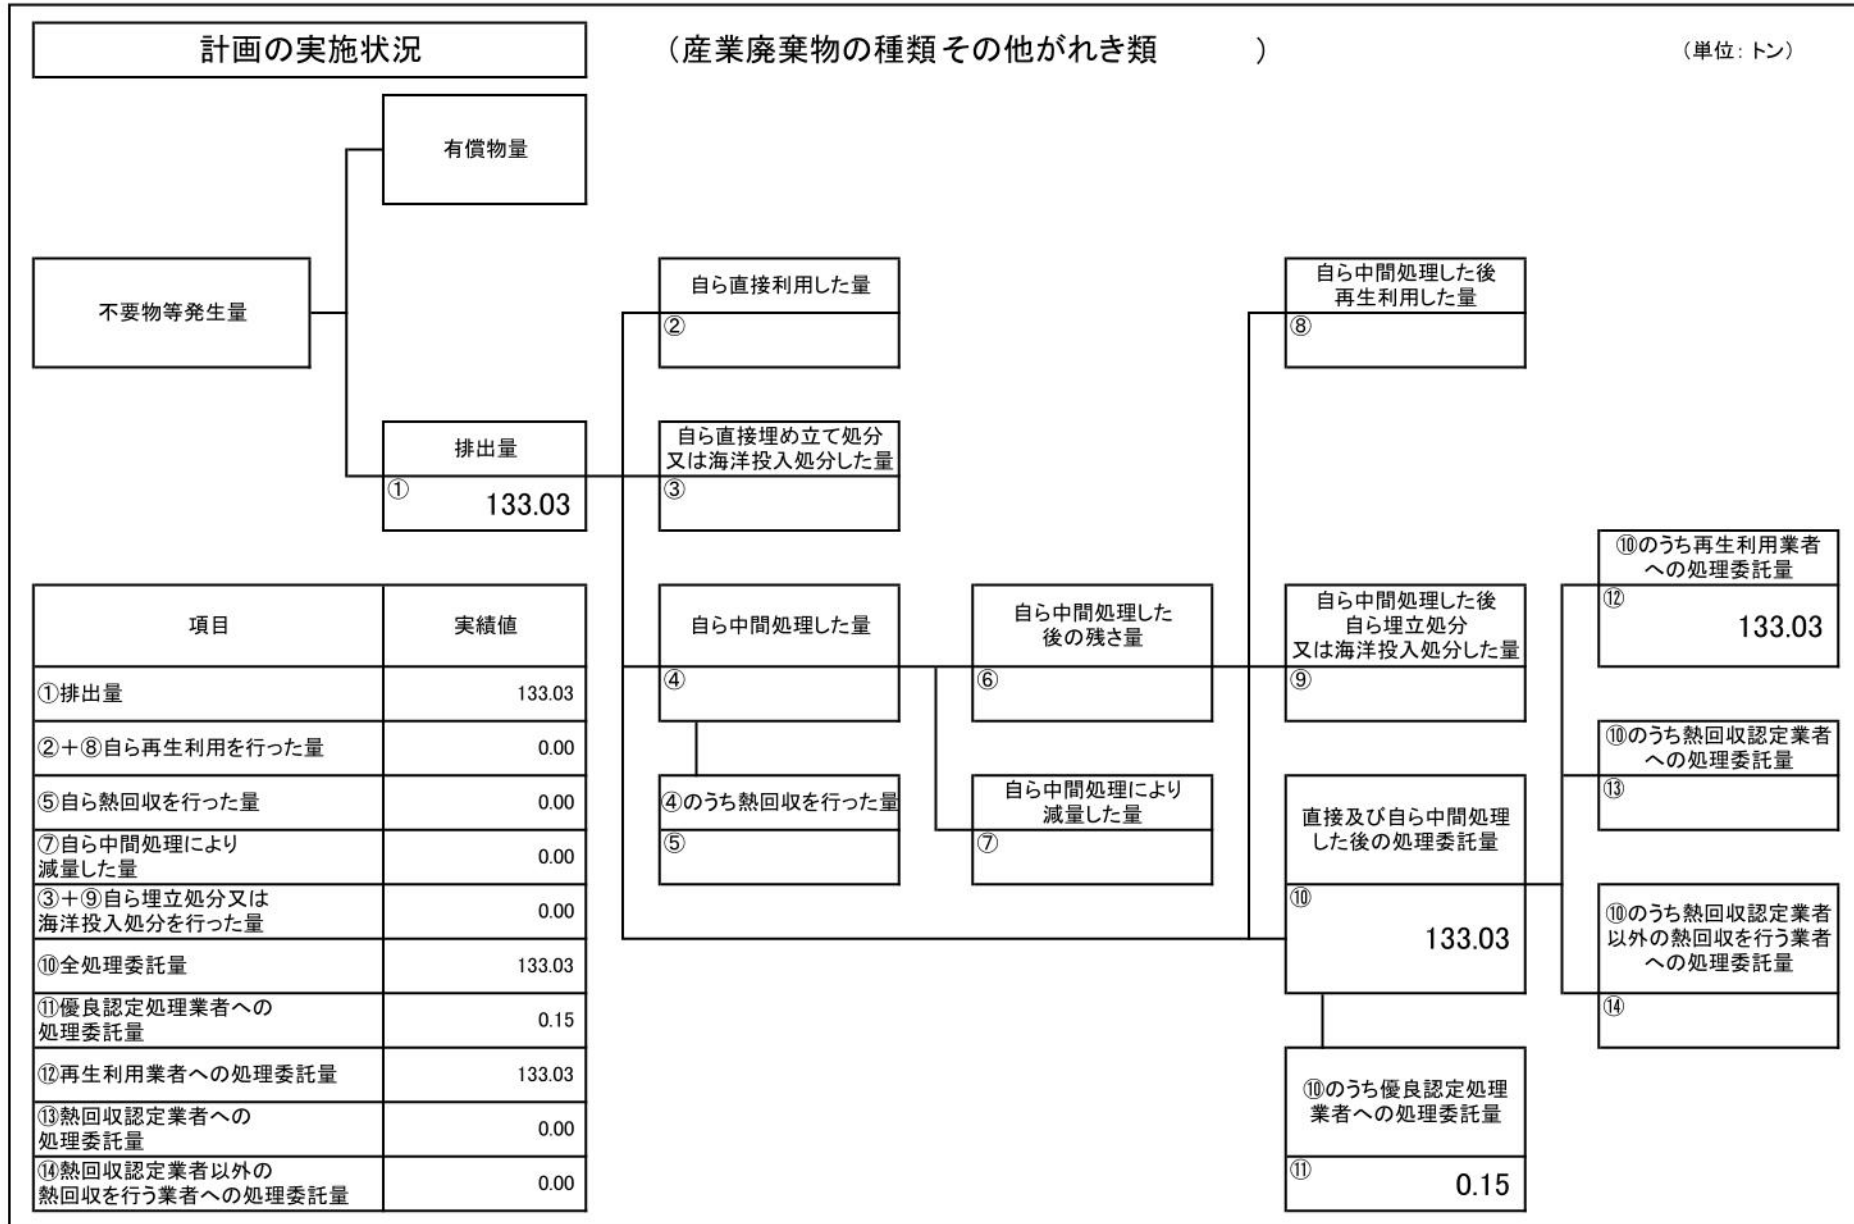 計画の実施状況
（産業廃棄物の種類 その他がれき類　　　）
（単位：トン）
有償物量
不要物等発生量
自ら直接利用した量
②
自ら中間処理した後
再生利用した量
⑧
排出量
①
133.03
自ら直接埋め立て処分
又は海洋投入処分した量
③
⑩のうち再生利用業者
への処理委託量
⑫
133.03
自ら中間処理した量
④
自ら中間処理した
後の残さ量
⑥
自ら中間処理した後
自ら埋立処分
又は海洋投入処分した量
⑨
⑩のうち熱回収認定業者
への処理委託量
⑬
④のうち熱回収を行った量
⑤
自ら中間処理により
減量した量
⑦
直接及び自ら中間処理
した後の処理委託量
⑩
133.03
⑩のうち熱回収認定業者
以外の熱回収を行う業者
への処理委託量
⑭
⑩のうち優良認定処理
業者への処理委託量
⑪
0.15
項目 実績値
①排出量 133.03
②＋⑧自ら再生利用を行った量 0.00
⑤自ら熱回収を行った量 0.00
⑦自ら中間処理により
減量した量 0.00
③＋⑨自ら埋立処分又は
海洋投入処分を行った量 0.00
⑩全処理委託量 133.03
⑪優良認定処理業者への
処理委託量 0.15
⑫再生利用業者への処理委託量 133.03
⑬熱回収認定業者への
処理委託量 0.00
⑭熱回収認定業者以外の
熱回収を行う業者への処理委託量 0.00